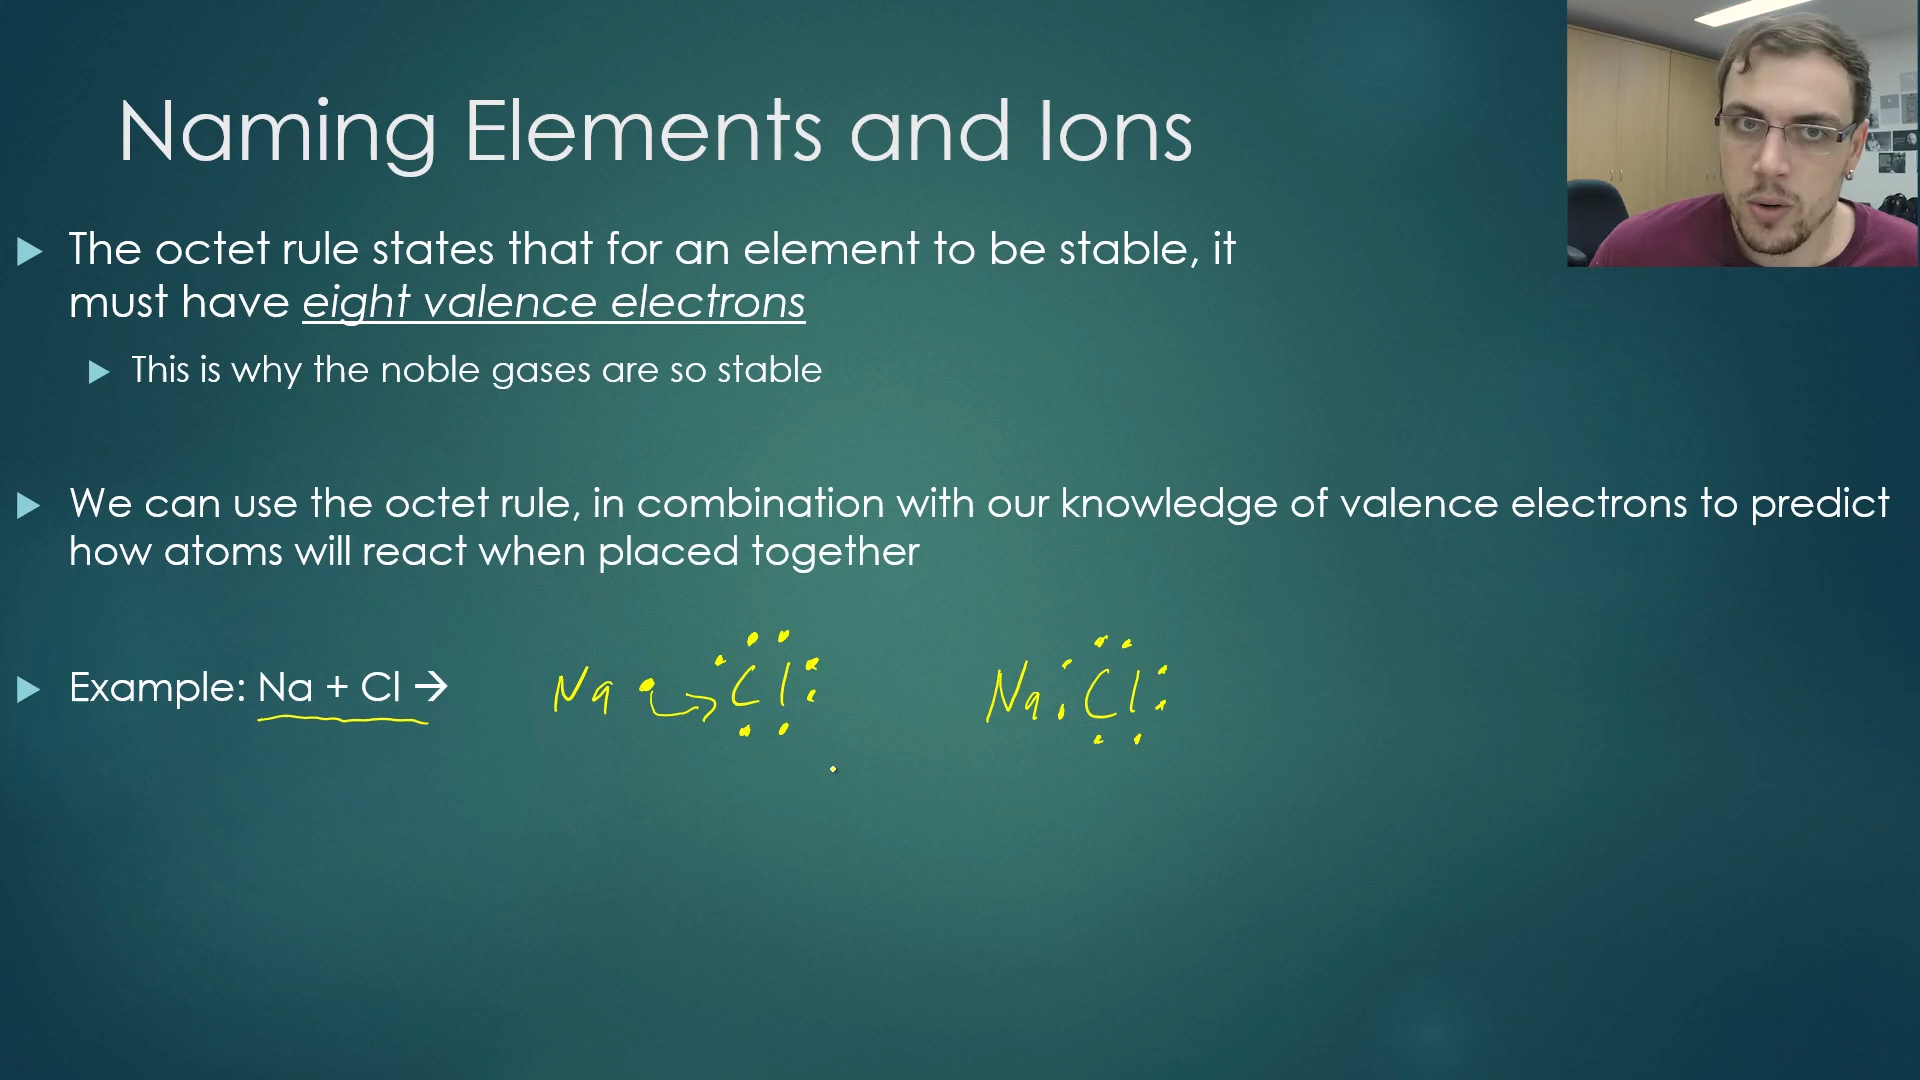 Naming Elements and Ions
The octet rule states that for an element to be stable, it
must have eight valence electrons
This is why the noble gases are so stable
We can use the octet rule, in combination with our knowledge of valence electrons to predict
how atoms will react when placed together
Example: Na + Cl → Na Cl Na Cl